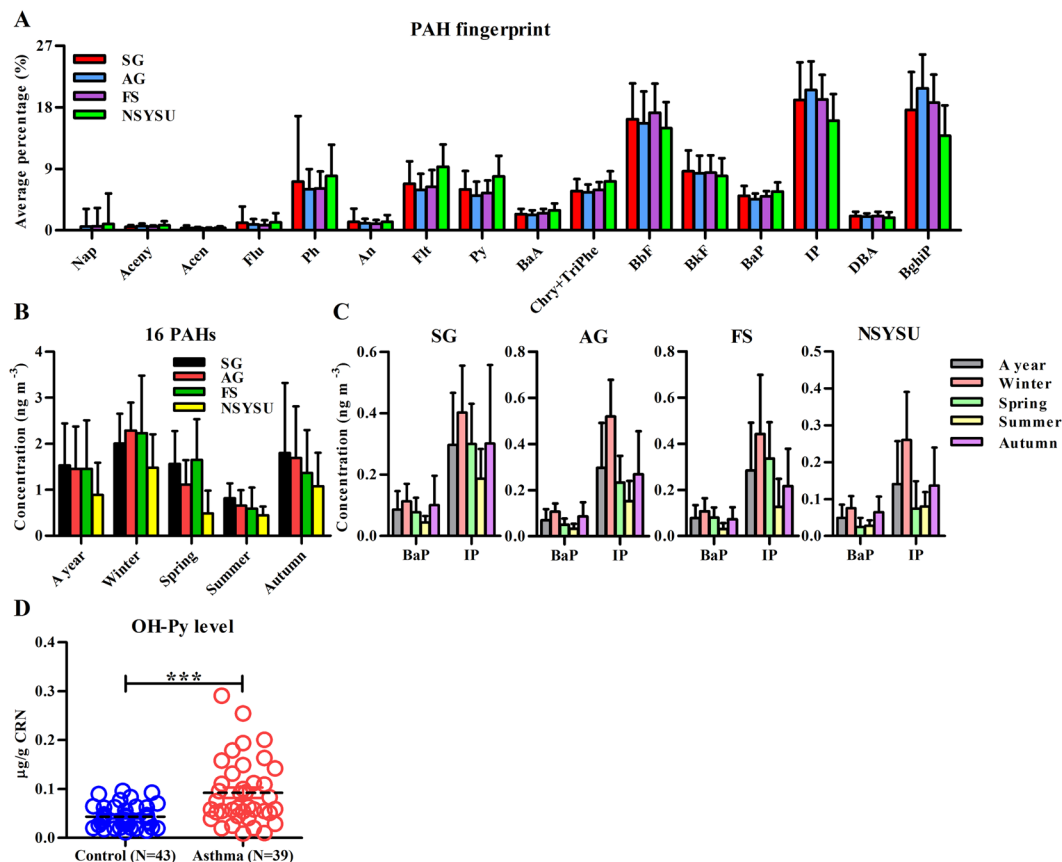 A
PAH fingerprint
Average percentage (%)
27
18
9
0
SG
AG
FS
NSYSU
Nap
Aceny
Acen
Flu
Ph
An
Flt
Py
BaA
Chry+TriPhe
BbF
BkF
BaP
IP
DBA
BghiP
B
16 PAHs
Concentration (ng m⁻³)
4
3
2
1
0
SG
AG
FS
NSYSU
A year
Winter
Spring
Summer
Autumn
C
Concentration (ng m⁻³)
SG
0.6
0.4
0.2
0.0
BaP IP
AG
0.8
0.6
0.4
0.2
0.0
BaP IP
FS
0.8
0.6
0.4
0.2
0.0
BaP IP
NSYSU
0.5
0.4
0.3
0.2
0.1
0.0
BaP IP
A year
Winter
Spring
Summer
Autumn
D
OH-Py level
µg/g CRN
0.4
0.3
0.2
0.1
0.0
***
Control (N=43) Asthma (N=39)